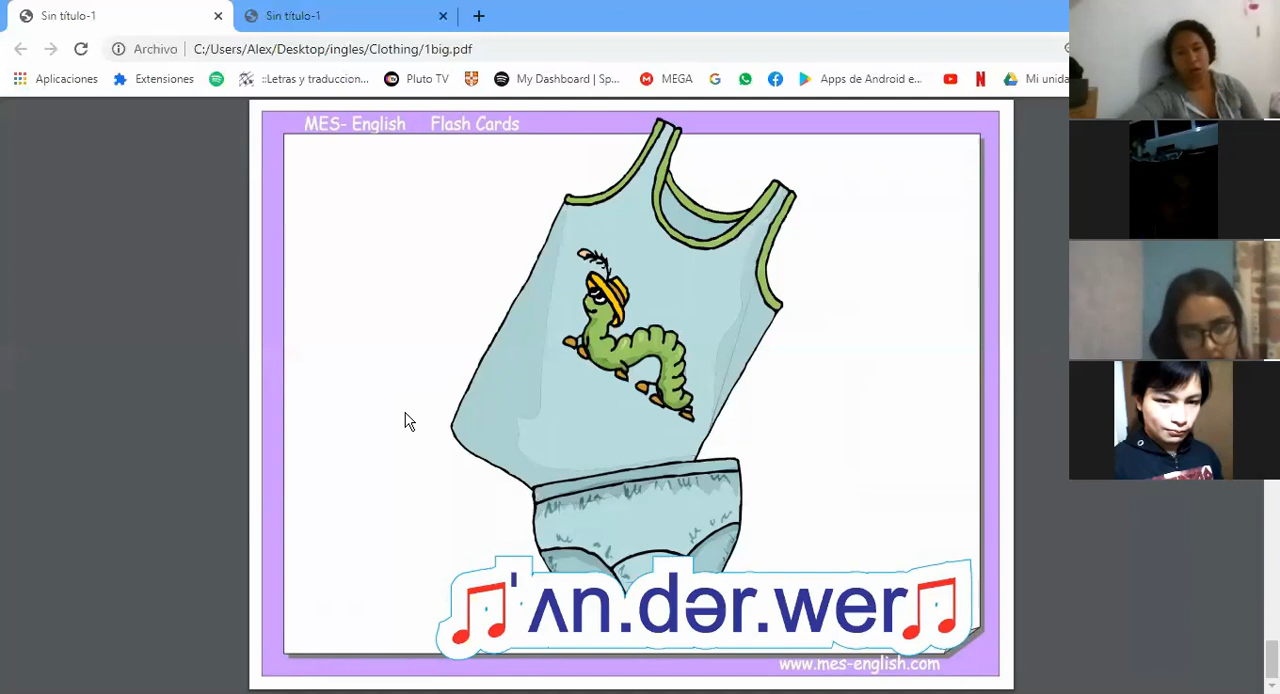 Sin título-1
Sin título-1
Archivo C:/Users/Alex/Desktop/ingles/Clothing/1big.pdf
Aplicaciones Extensiones ::Letras y traduccion... Pluto TV My Dashboard | Sp... MEGA WhatsApp Apps de Android e... Mi unida
MES- English Flash Cards
ˈʌn.dər.wer
www.mes-english.com